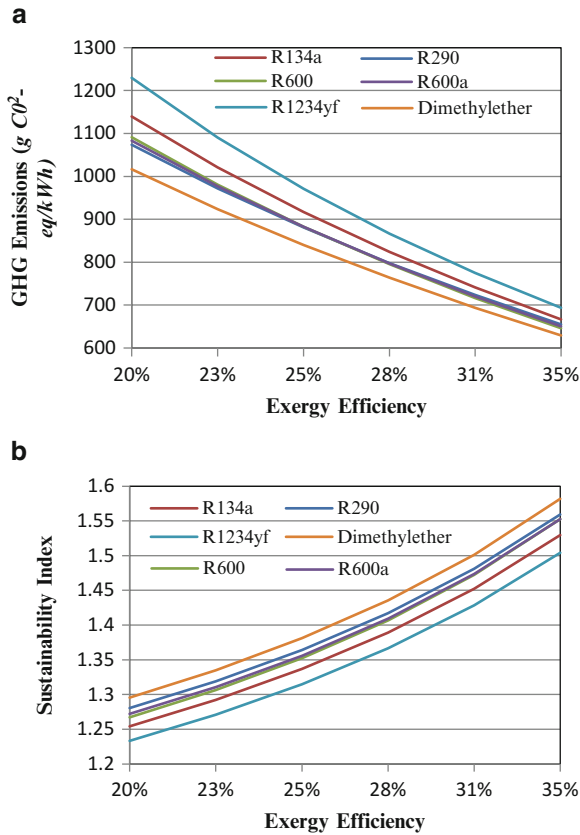 a
1300
1200
1100
1000
900
800
700
600
GHG Emissions (g C0²-
eq/kWh)
R134a
R290
R600
R600a
R1234yf
Dimethylether
20% 23% 25% 28% 31% 35%
Exergy Efficiency
b
1.6
1.55
1.5
1.45
1.4
1.35
1.3
1.25
1.2
Sustainability Index
R134a
R290
R1234yf
Dimethylether
R600
R600a
20% 23% 25% 28% 31% 35%
Exergy Efficiency